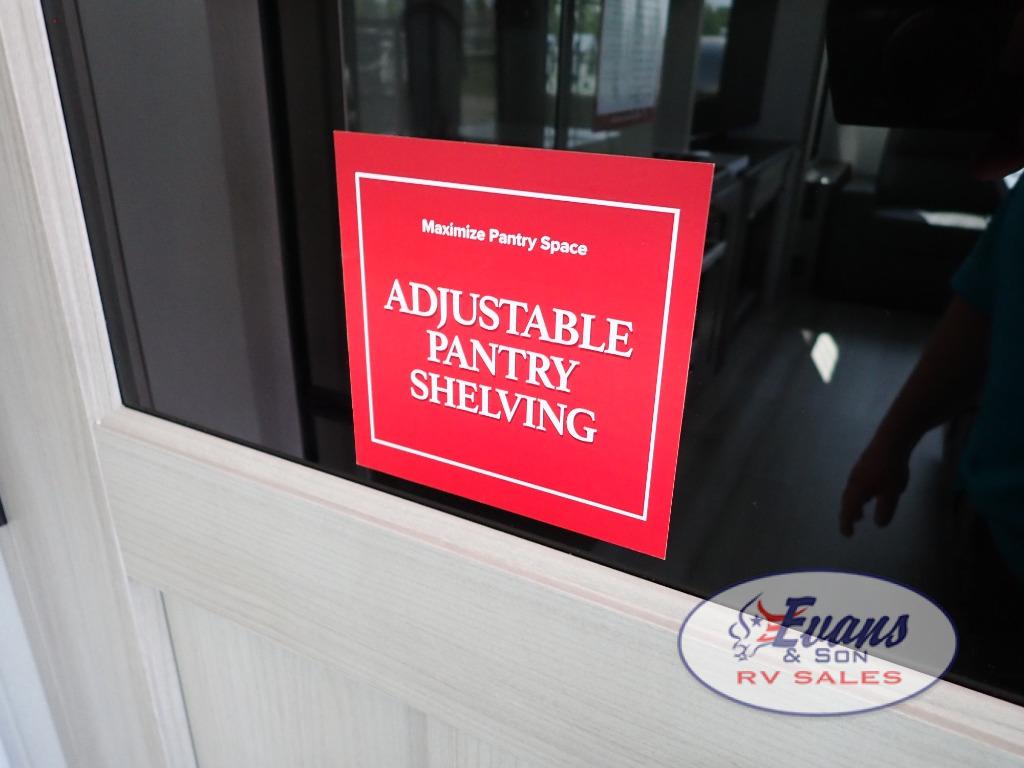 Maximize Pantry Space
ADJUSTABLE
PANTRY
SHELVING
Evans
& SON
RV SALES